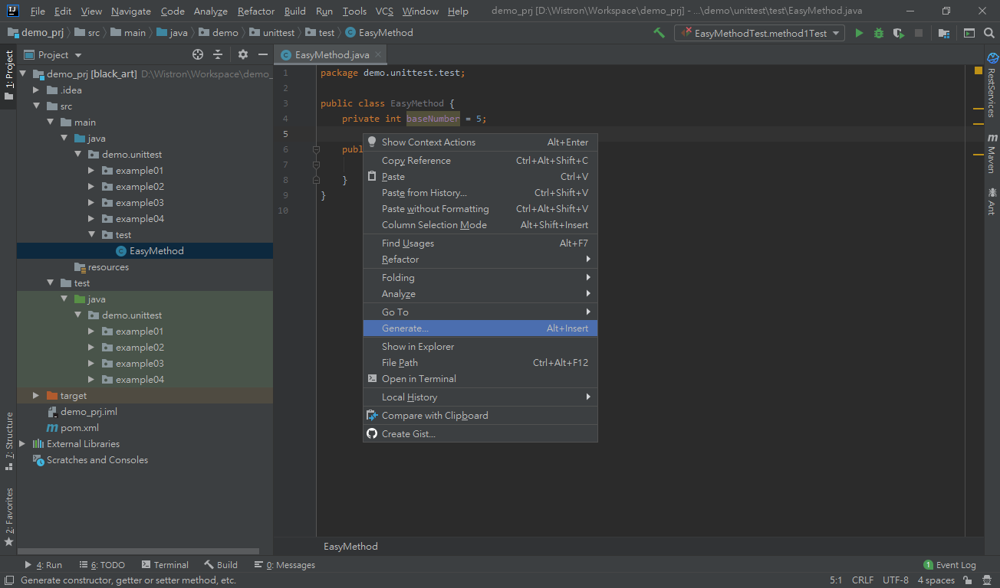 File Edit View Navigate Code Analyze Refactor Build Run Tools VCS Window Help demo_prj [D:\Wistron\Workspace\demo_prj] - ...\demo\unittest\test\EasyMethod.java
demo_prj src main java demo unittest test EasyMethod EasyMethodTest.method1Test
Project
EasyMethod.java
1: Project
7: Structure
2: Favorites
demo_prj [black_art] D:\Wistron\Workspace\demo_
.idea
src
main
java
demo.unittest
example01
example02
example03
example04
test
EasyMethod
resources
test
java
demo.unittest
example01
example02
example03
example04
target
demo_prj.iml
pom.xml
External Libraries
Scratches and Consoles
1 package demo.unittest.test;
2
3 public class EasyMethod {
4 private int baseNumber = 5;
5
6 publ
7
8 }
9 }
10
Show Context Actions Alt+Enter
Copy Reference Ctrl+Alt+Shift+C
Paste Ctrl+V
Paste from History... Ctrl+Shift+V
Paste without Formatting Ctrl+Alt+Shift+V
Column Selection Mode Alt+Shift+Insert
Find Usages Alt+F7
Refactor
Folding
Analyze
Go To
Generate... Alt+Insert
Show in Explorer
File Path Ctrl+Alt+F12
Open in Terminal
Local History
Compare with Clipboard
Create Gist...
RestServices
Maven
Ant
EasyMethod
4: Run 6: TODO Terminal Build 0: Messages 1 Event Log
Generate constructor, getter or setter method, etc. 5:1 CRLF UTF-8 4 spaces